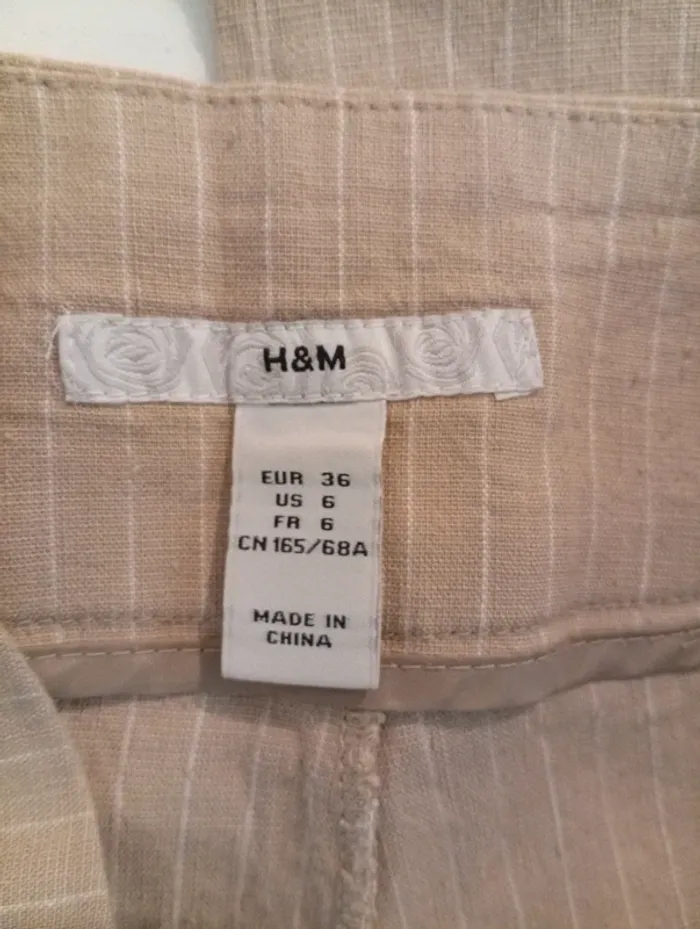 H&M
EUR 36
US 6
FR 6
CN 165/68A
MADE IN
CHINA